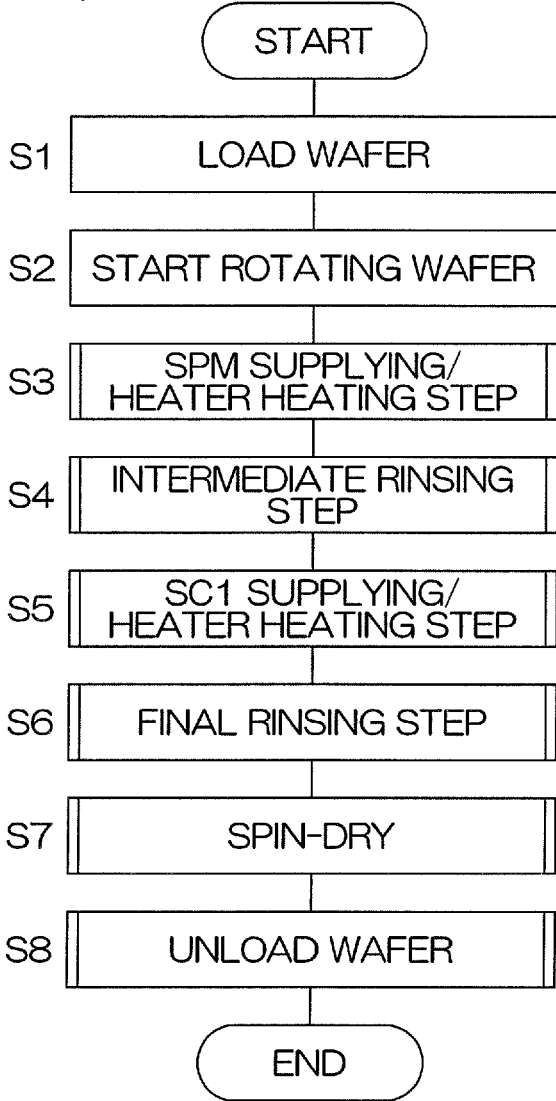 START
S1 LOAD WAFER
S2 START ROTATING WAFER
S3 SPM SUPPLYING/
HEATER HEATING STEP
S4 INTERMEDIATE RINSING
STEP
S5 SC1 SUPPLYING/
HEATER HEATING STEP
S6 FINAL RINSING STEP
S7 SPIN-DRY
S8 UNLOAD WAFER
END